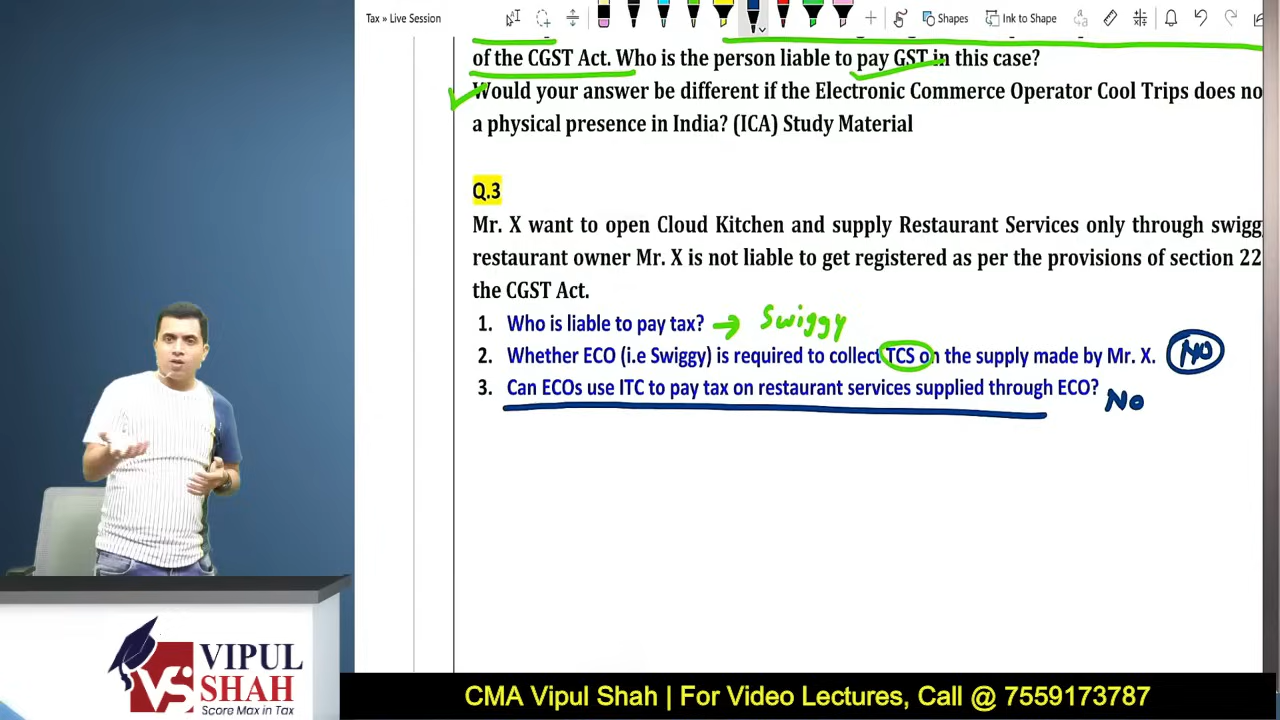 Tax » Live Session
Shapes
Ink to Shape
of the CGST Act. Who is the person liable to pay GST in this case?
Would your answer be different if the Electronic Commerce Operator Cool Trips does no
a physical presence in India? (ICA) Study Material
Q.3
Mr. X want to open Cloud Kitchen and supply Restaurant Services only through swigg
restaurant owner Mr. X is not liable to get registered as per the provisions of section 22
the CGST Act.
1. Who is liable to pay tax? → Swiggy
2. Whether ECO (i.e Swiggy) is required to collect TCS on the supply made by Mr. X. NO
3. Can ECOs use ITC to pay tax on restaurant services supplied through ECO? No
VS
VIPUL
SHAH
Score Max in Tax
CMA Vipul Shah | For Video Lectures, Call @ 7559173787